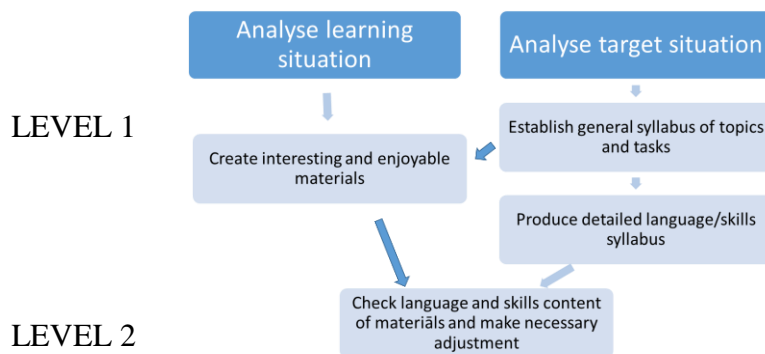 Analyse learning
situation
Analyse target situation
LEVEL 1
Establish general syllabus of topics
and tasks
Create interesting and enjoyable
materials
Produce detailed language/skills
syllabus
Check language and skills content
of materiāls and make necessary
adjustment
LEVEL 2